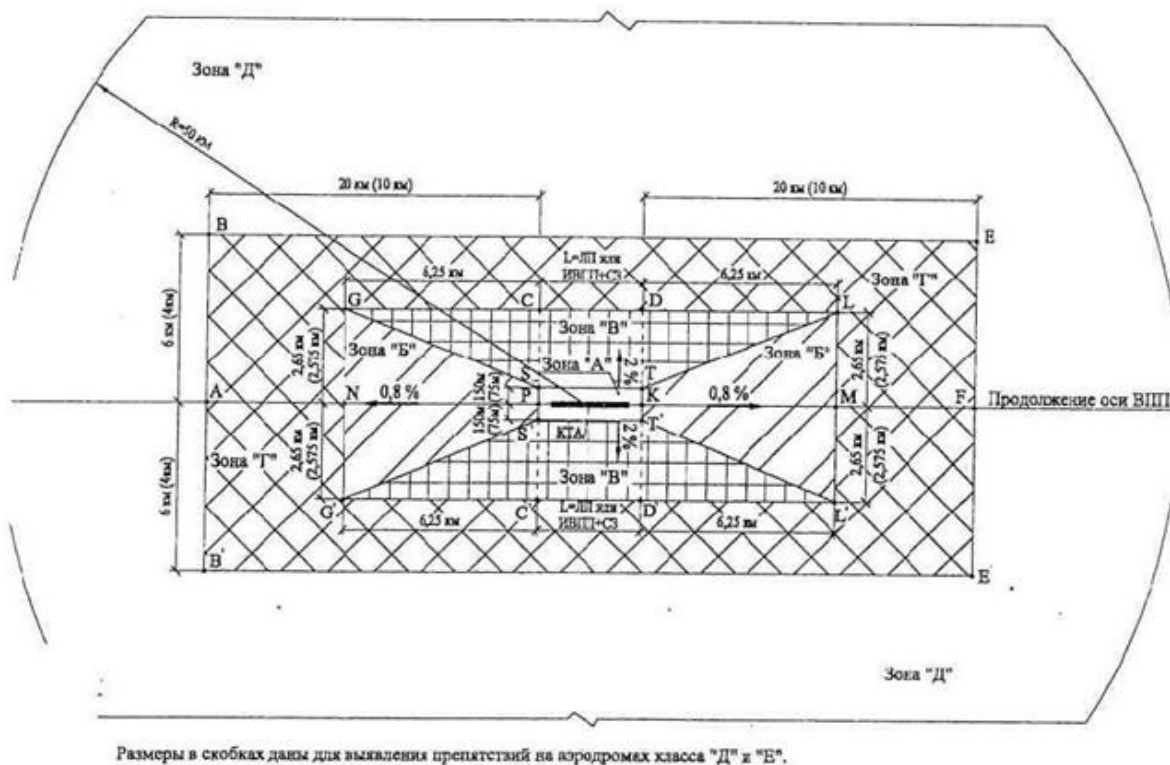 Зона "Д"
R=50 км
20 км (10 км)
20 км (10 км)
B
E
6 км (4км)
6,25 км
L=ЛП или
ИВПП+СЗ
6,25 км
Зона "Г"
G
C
D
L
Зона "В"
2,65 км
(2,575 км)
Зона "Б"
Зона "А"
2 %
Зона "Б"
2,65 км
(2,575 км)
S
T
150м
(75м)
A
N
0,8 %
P
K
0,8 %
M
F
Продолжение оси ВПП
150м
(75м)
S
КТА
T'
2 %
2,65 км
(2,575 км)
Зона "Г"
Зона "В"
2,65 км
(2,575 км)
6 км (4км)
G'
C'
D'
L'
6,25 км
L=ЛП или
ИВПП+СЗ
6,25 км
B'
E'
Зона "Д"
Размеры в скобках даны для выявления препятствий на аэродромах класса "Д" и "Е".